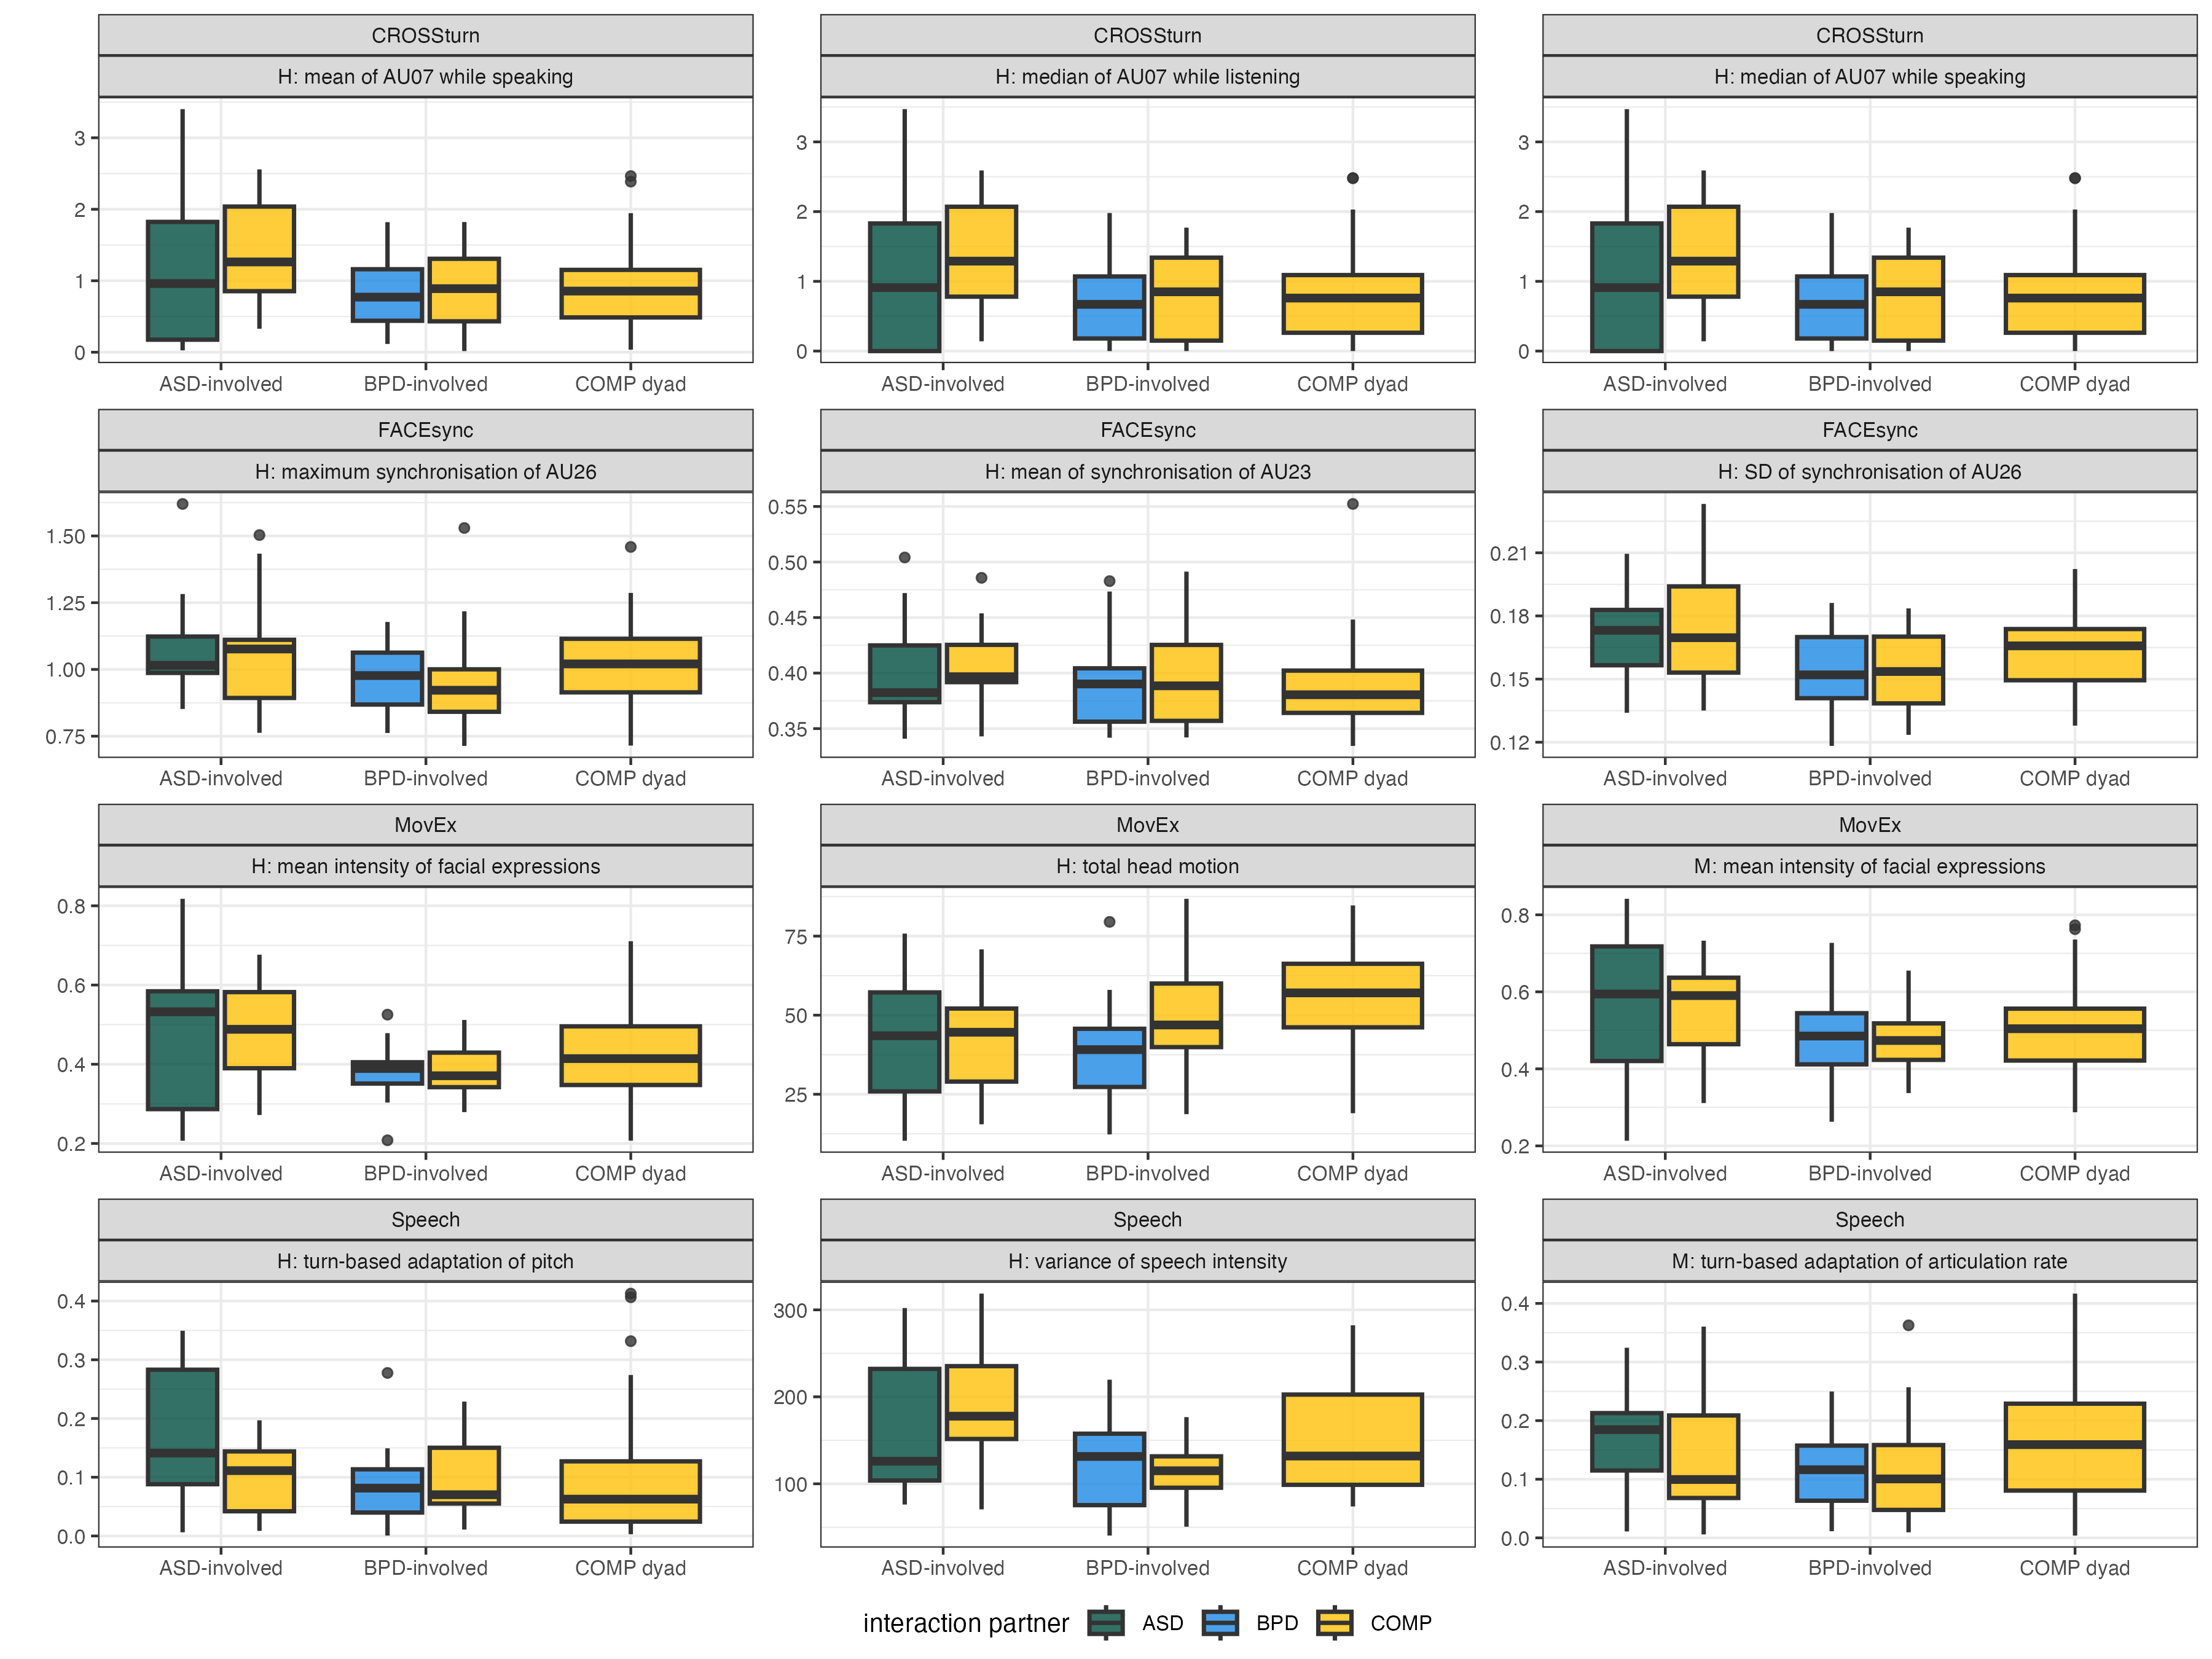 CROSSturn CROSSturn CROSSturn
H: mean of AU07 while speaking H: median of AU07 while listening H: median of AU07 while speaking
3 3 3
2 2 2
1 1 1
0 0 0
ASD-involved BPD-involved COMP dyad ASD-involved BPD-involved COMP dyad ASD-involved BPD-involved COMP dyad
FACEsync FACEsync FACEsync
H: maximum synchronisation of AU26 H: mean of synchronisation of AU23 H: SD of synchronisation of AU26
1.50 0.55 0.21
1.25 0.50 0.18
1.00 0.45 0.15
0.75 0.40 0.12
0.35
ASD-involved BPD-involved COMP dyad ASD-involved BPD-involved COMP dyad ASD-involved BPD-involved COMP dyad
MovEx MovEx MovEx
H: mean intensity of facial expressions H: total head motion M: mean intensity of facial expressions
0.8 75 0.8
0.6 50 0.6
0.4 25 0.4
0.2 0.2
ASD-involved BPD-involved COMP dyad ASD-involved BPD-involved COMP dyad ASD-involved BPD-involved COMP dyad
Speech Speech Speech
H: turn-based adaptation of pitch H: variance of speech intensity M: turn-based adaptation of articulation rate
0.4 300 0.4
0.3 200 0.3
0.2 100 0.2
0.1 0.1
0.0 0.0
ASD-involved BPD-involved COMP dyad ASD-involved BPD-involved COMP dyad ASD-involved BPD-involved COMP dyad
interaction partner ASD BPD COMP